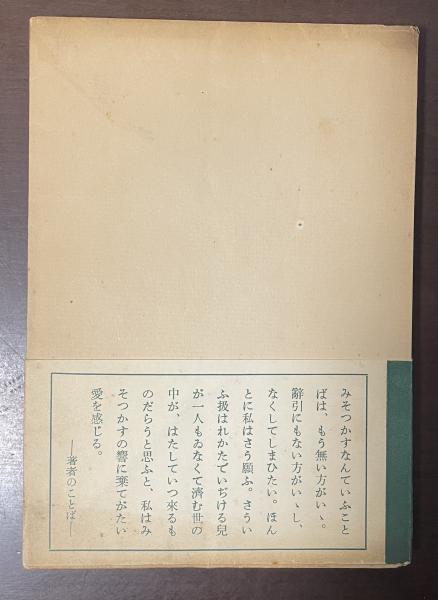 みそつかすなんていふこと
ばは、もう無い方がいゝ。
辭引にもない方がいゝし、
なくしてしまひたい。ほん
とに私はさう願ふ。さうい
ふ扱はれかたでいぢける兒
が一人もゐなくて濟む世の
中が、はたしていつ來るも
のだらうと思ふと、私はみ
そつかすの響に棄てがたい
愛を感じる。
―著者のことば―